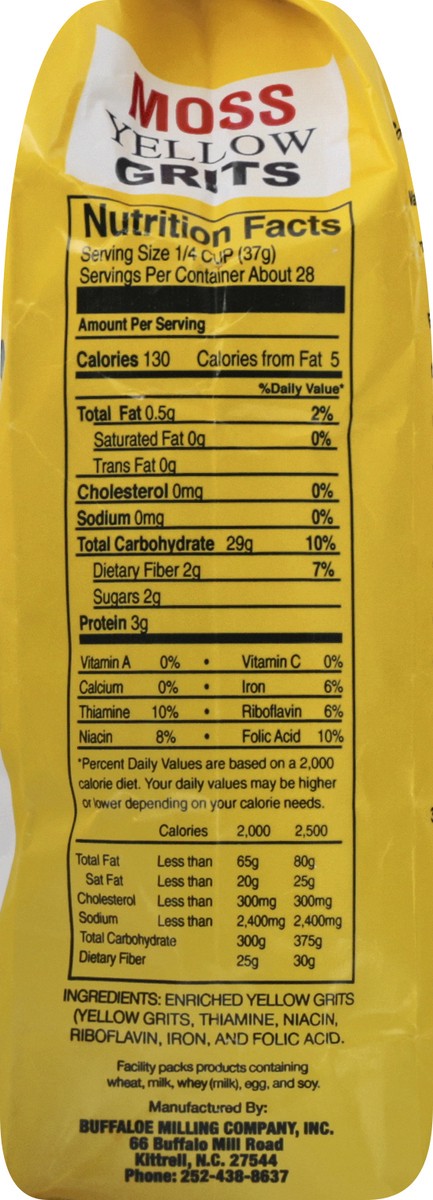 MOSS
YELLOW
GRITS
Nutrition Facts
Serving Size 1/4 CUP (37g)
Servings Per Container About 28
Amount Per Serving
Calories 130 Calories from Fat 5
%Daily Value*
Total Fat 0.5g 2%
Saturated Fat 0g 0%
Trans Fat 0g
Cholesterol 0mg 0%
Sodium 0mg 0%
Total Carbohydrate 29g 10%
Dietary Fiber 2g 7%
Sugars 2g
Protein 3g
Vitamin A 0% • Vitamin C 0%
Calcium 0% • Iron 6%
Thiamine 10% • Riboflavin 6%
Niacin 8% • Folic Acid 10%
*Percent Daily Values are based on a 2,000
calorie diet. Your daily values may be higher
or lower depending on your calorie needs.
Calories 2,000 2,500
Total Fat Less than 65g 80g
Sat Fat Less than 20g 25g
Cholesterol Less than 300mg 300mg
Sodium Less than 2,400mg 2,400mg
Total Carbohydrate 300g 375g
Dietary Fiber 25g 30g
INGREDIENTS: ENRICHED YELLOW GRITS
(YELLOW GRITS, THIAMINE, NIACIN,
RIBOFLAVIN, IRON, AND FOLIC ACID.
Facility packs products containing
wheat, milk, whey (milk), egg, and soy.
Manufactured By:
BUFFALOE MILLING COMPANY, INC.
66 Buffalo Mill Road
Kittrell, N.C. 27544
Phone: 252-438-8637